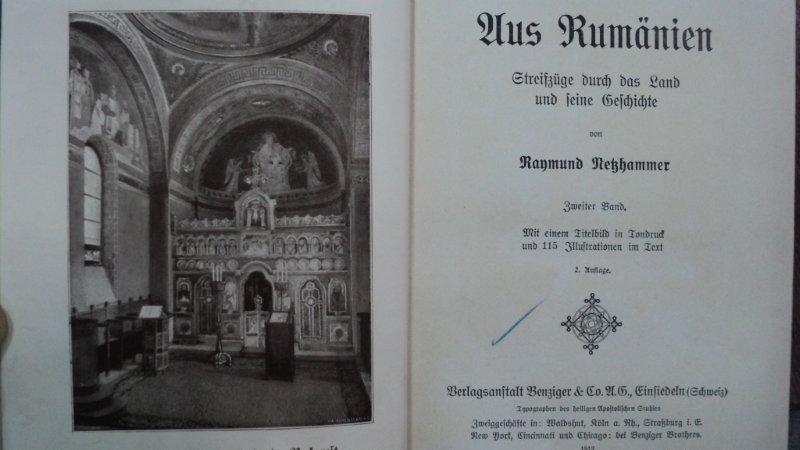 Aus Rumänien
Streifzüge durch das Land
und seine Geschichte
von
Raymund Netzhammer
Zweiter Band.
Mit einem Titelbild in Tondruck
und 115 Illustrationen im Text
2. Auflage.
Verlagsanstalt Benziger & Co. A.G., Einsiedeln (Schweiz)
Typographen des heiligen Apostolischen Stuhles
Zweiggeschäfte in: Waldshut, Köln a. Rh., Straßburg i. E.
New York, Cincinnati und Chicago: bei Benziger Brothers.
1913